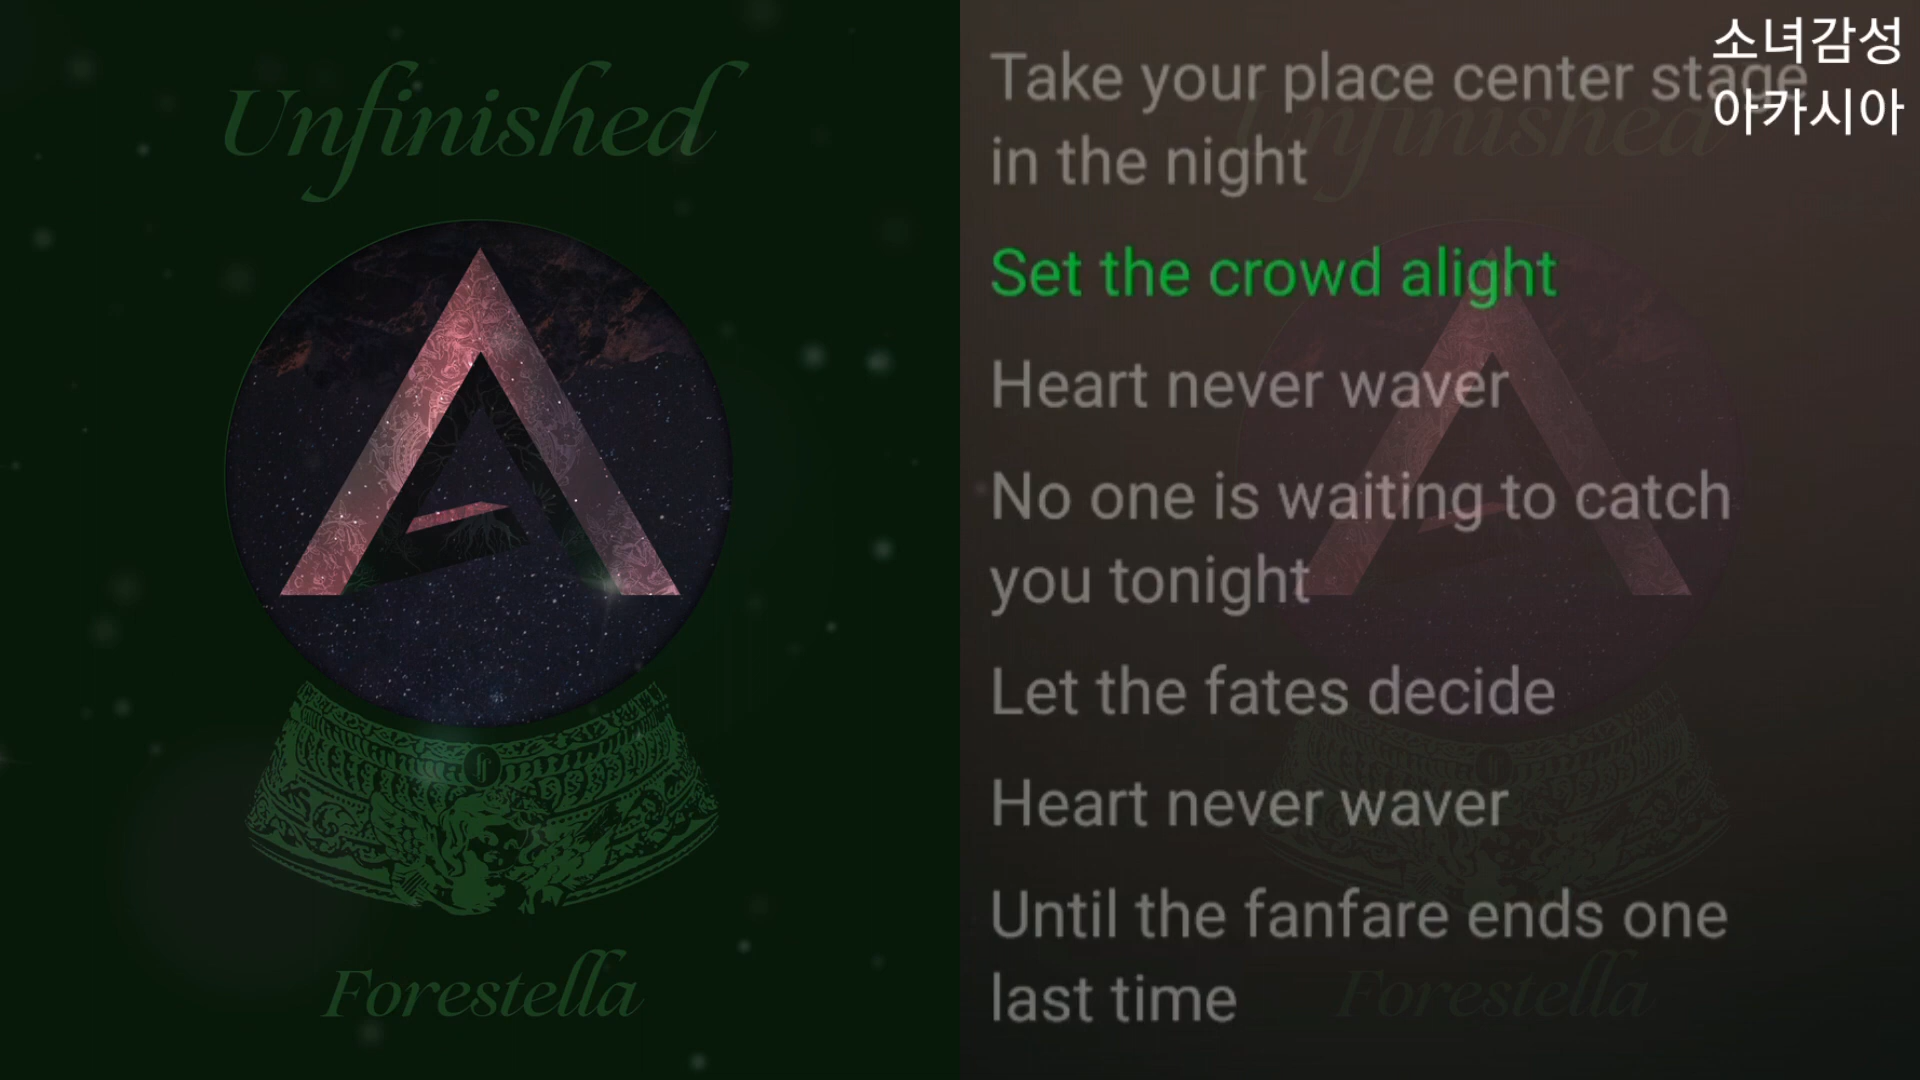 Unfinished
Forestella
소녀감성
아카시아
Take your place center stage
in the night
Set the crowd alight
Heart never waver
No one is waiting to catch
you tonight
Let the fates decide
Heart never waver
Until the fanfare ends one
last time
Unfinished
Forestella